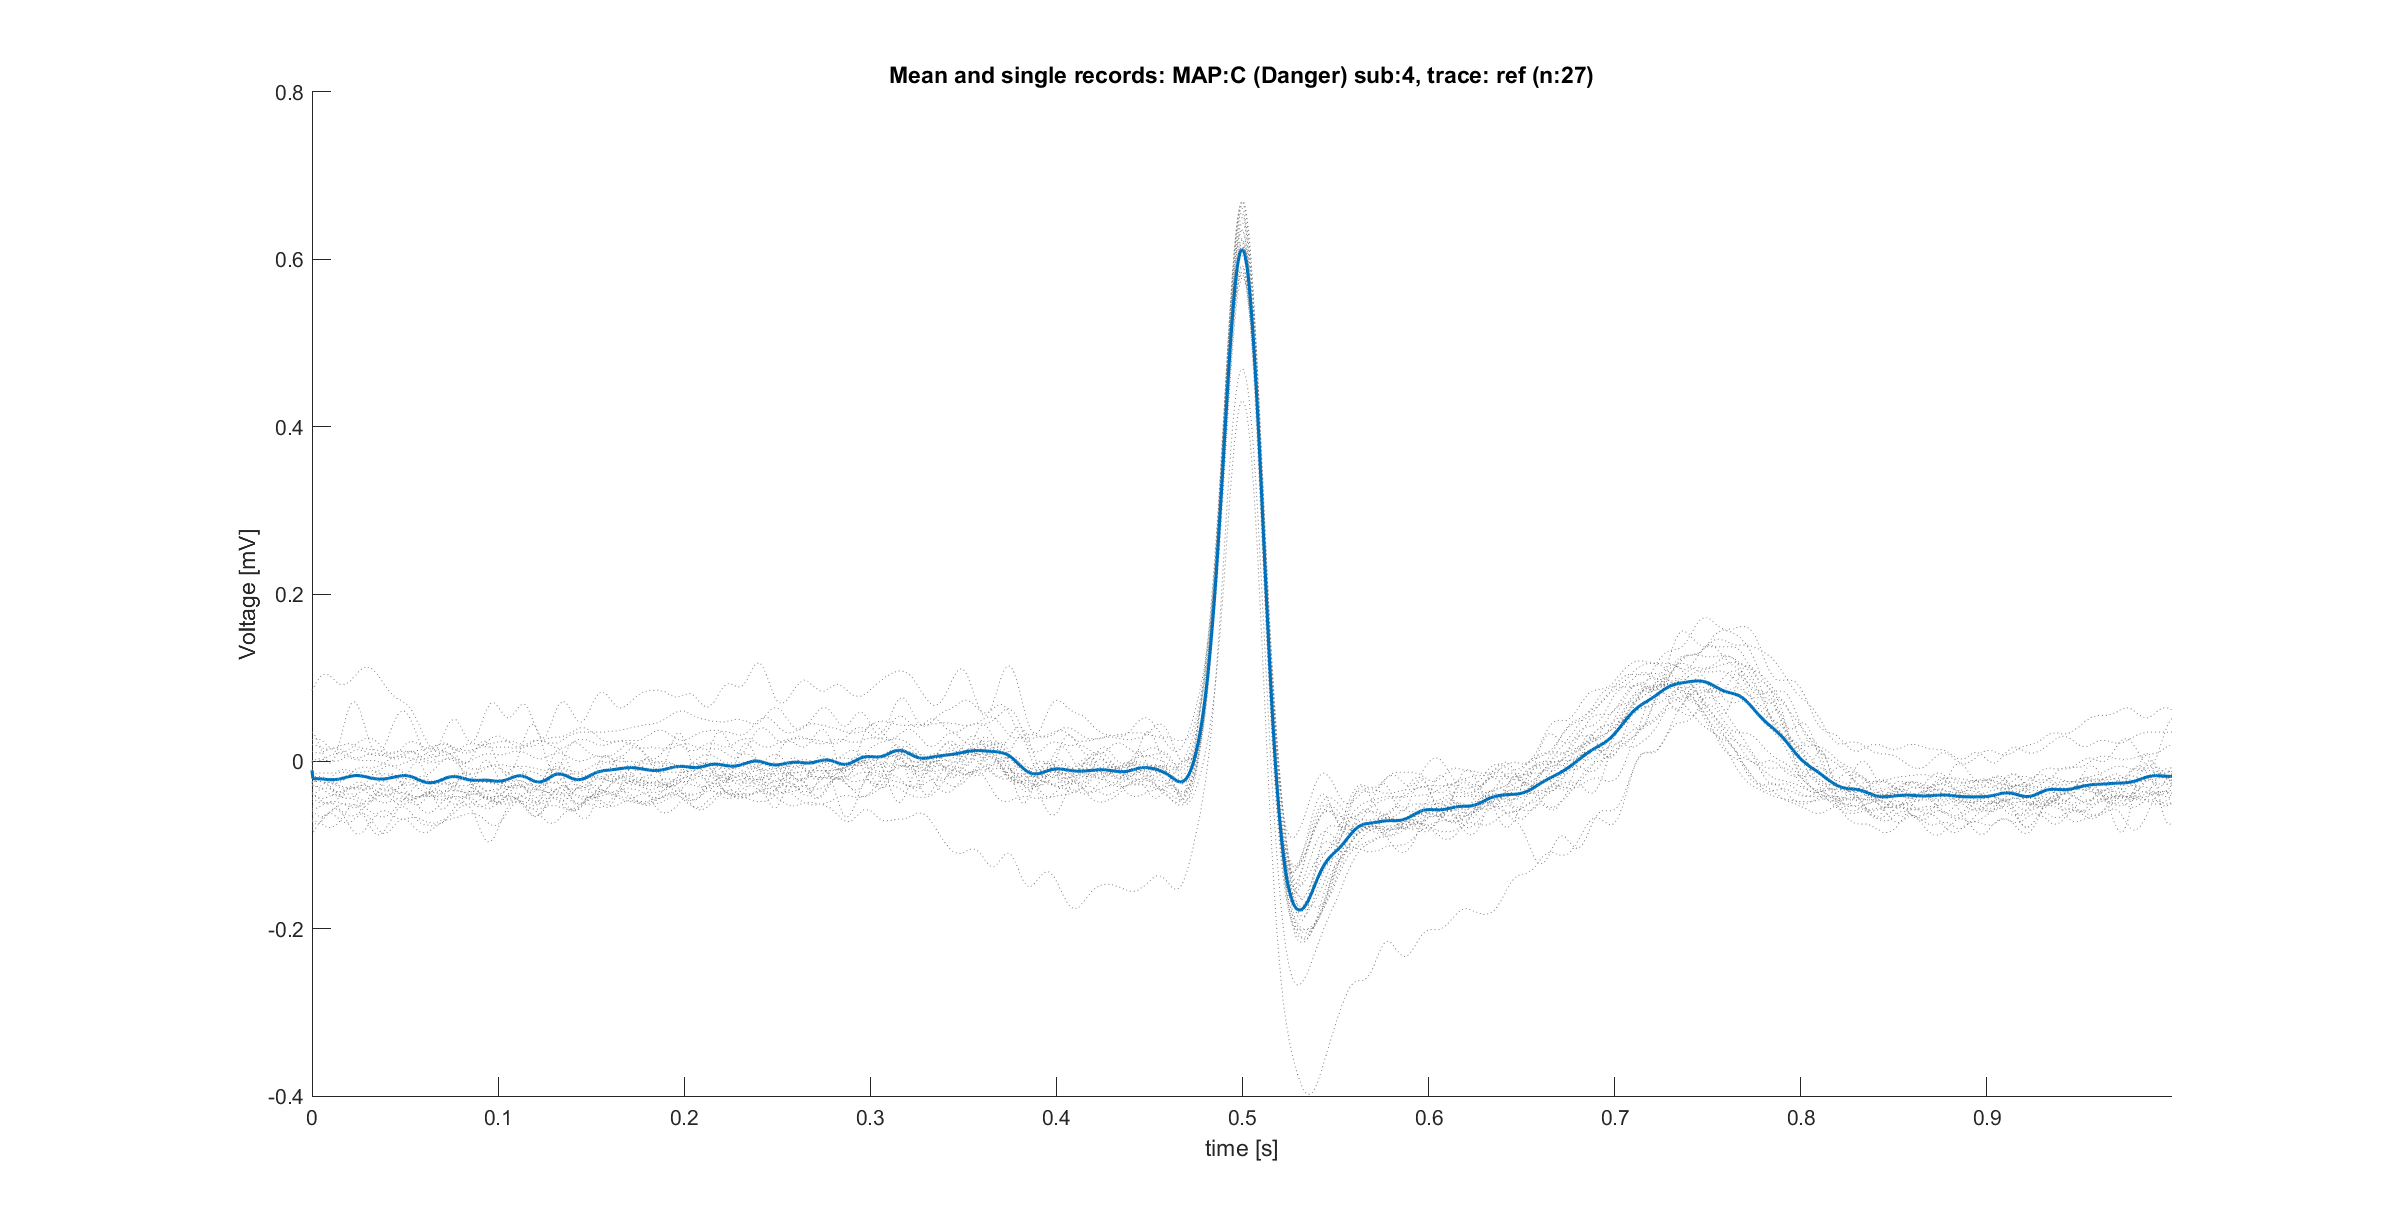 Mean and single records: MAP:C (Danger) sub:4, trace: ref (n:27)
0.8
0.6
0.4
0.2
0
-0.2
-0.4
Voltage [mV]
0 0.1 0.2 0.3 0.4 0.5 0.6 0.7 0.8 0.9
time [s]